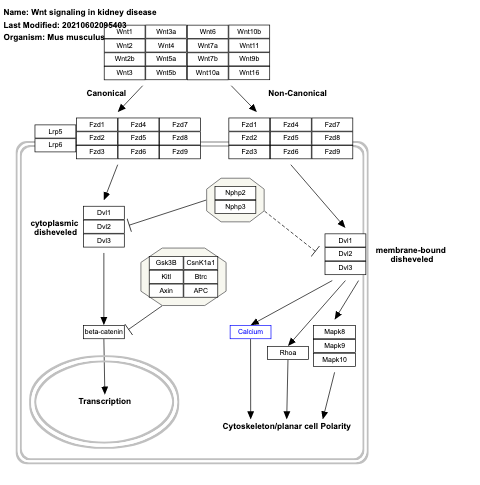 Name: Wnt signaling in kidney disease
Last Modified: 20210602095403
Organism: Mus musculus
Wnt1 Wnt3a Wnt6 Wnt10b
Wnt2 Wnt4 Wnt7a Wnt11
Wnt2b Wnt5a Wnt7b Wnt9b
Wnt3 Wnt5b Wnt10a Wnt16
Canonical
Non-Canonical
Lrp5
Lrp6
Fzd1 Fzd4 Fzd7
Fzd2 Fzd5 Fzd8
Fzd3 Fzd6 Fzd9
Fzd1 Fzd4 Fzd7
Fzd2 Fzd5 Fzd8
Fzd3 Fzd6 Fzd9
Nphp2
Nphp3
cytoplasmic
disheveled
Dvl1
Dvl2
Dvl3
Dvl1
Dvl2
Dvl3
membrane-bound
disheveled
Gsk3B CsnK1a1
Kitl Btrc
Axin APC
beta-catenin
Calcium
Rhoa
Mapk8
Mapk9
Mapk10
Transcription
Cytoskeleton/planar cell Polarity